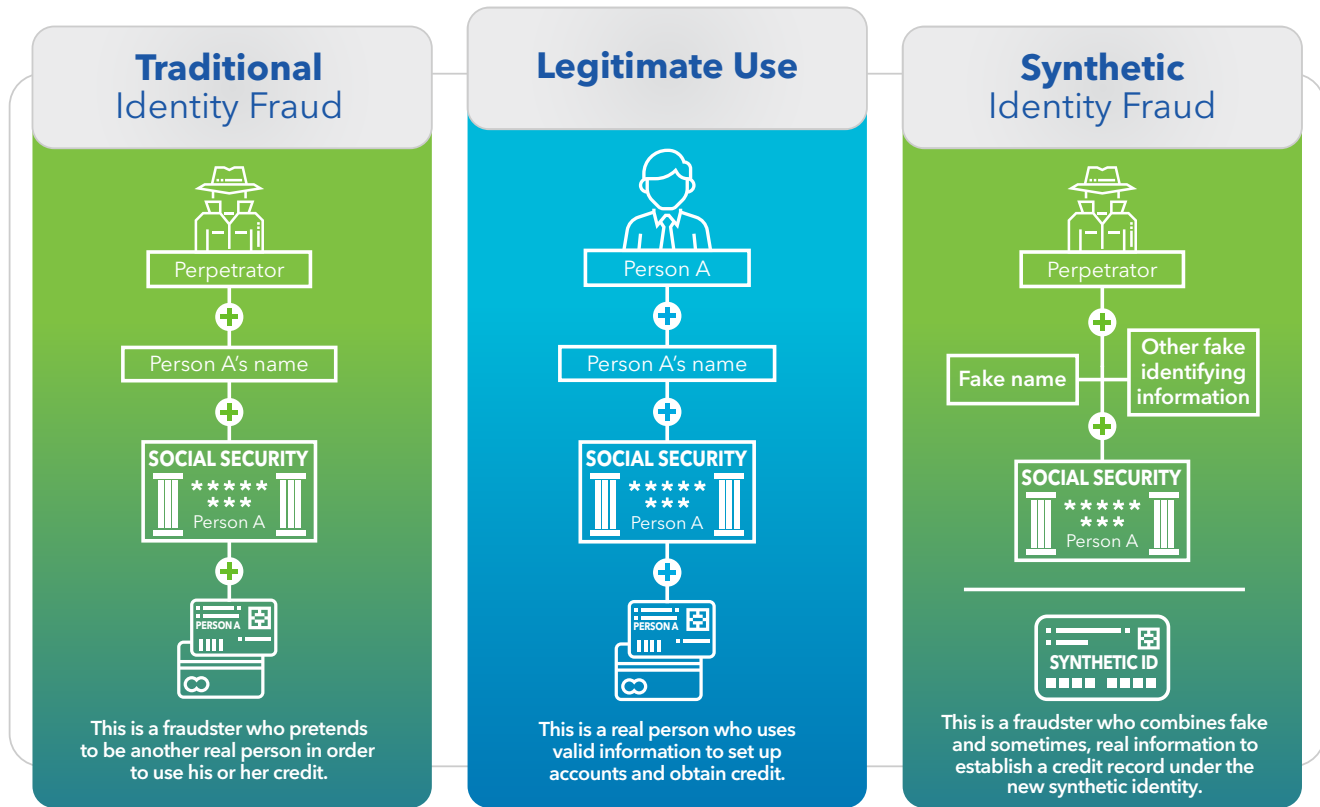 Traditional
Identity Fraud
Perpetrator
Person A's name
SOCIAL SECURITY
*****
***
Person A
PERSON A
This is a fraudster who pretends
to be another real person in order
to use his or her credit.
Legitimate Use
Person A
Person A's name
SOCIAL SECURITY
*****
***
Person A
PERSON A
This is a real person who uses
valid information to set up
accounts and obtain credit.
Synthetic
Identity Fraud
Perpetrator
Fake name
Other fake
identifying
information
SOCIAL SECURITY
*****
***
Person A
SYNTHETIC ID
This is a fraudster who combines fake
and sometimes, real information to
establish a credit record under the
new synthetic identity.